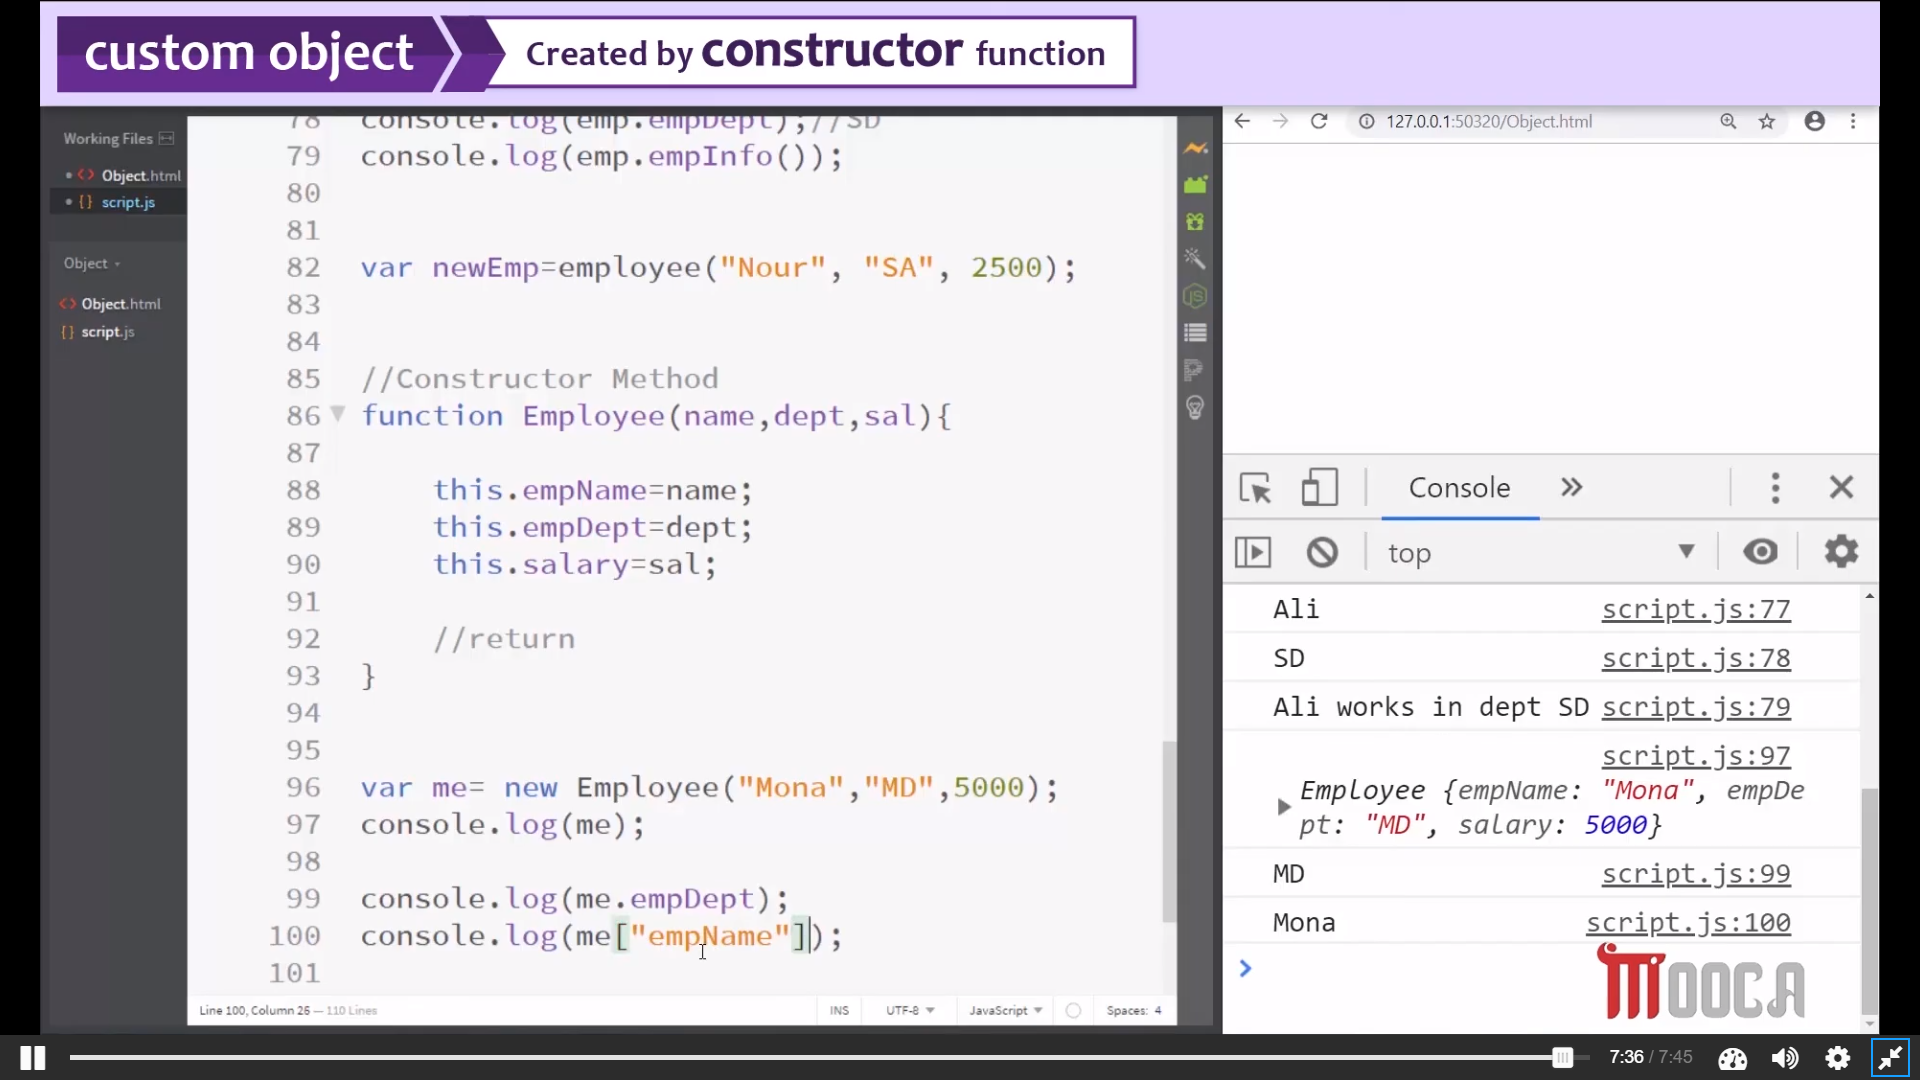 custom object
Created by constructor function
Working Files
Object.html
script.js
Object
Object.html
script.js
78 console.log(emp.empDept);//SD
79 console.log(emp.empInfo());
80
81
82 var newEmp=employee("Nour", "SA", 2500);
83
84
85 //Constructor Method
86 function Employee(name,dept,sal){
87
88 this.empName=name;
89 this.empDept=dept;
90 this.salary=sal;
91
92 //return
93 }
94
95
96 var me= new Employee("Mona","MD",5000);
97 console.log(me);
98
99 console.log(me.empDept);
100 console.log(me["empName"]);
101
Line 100, Column 26 — 110 Lines
INS UTF-8 JavaScript Spaces: 4
127.0.0.1:50320/Object.html
Console
top
Ali script.js:77
SD script.js:78
Ali works in dept SD script.js:79
script.js:97
Employee {empName: "Mona", empDe
pt: "MD", salary: 5000}
MD script.js:99
Mona script.js:100
MOOCA
7:36 / 7:45